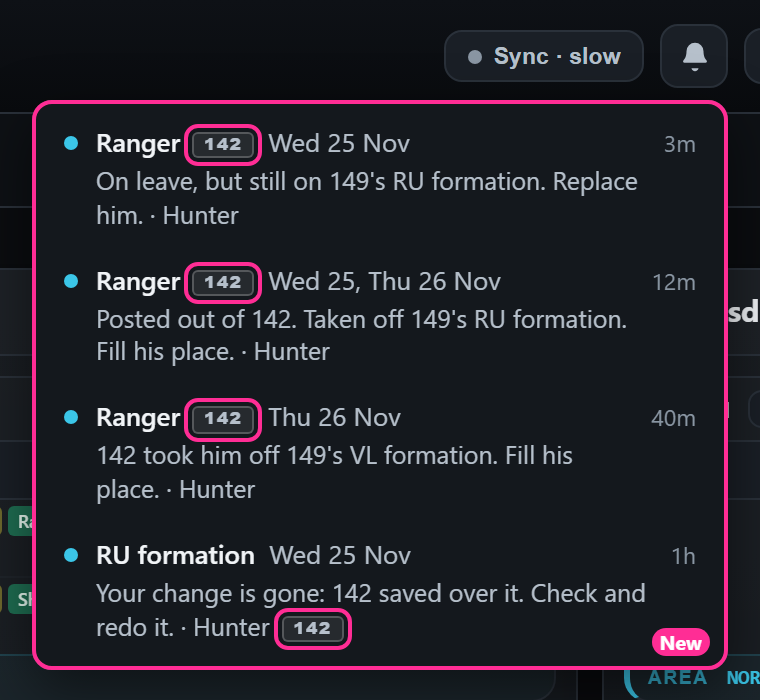 Sync · slow
Ranger 142 Wed 25 Nov 3m
On leave, but still on 149's RU formation. Replace
him. · Hunter
Ranger 142 Wed 25, Thu 26 Nov 12m
Posted out of 142. Taken off 149's RU formation.
Fill his place. · Hunter
Ranger 142 Thu 26 Nov 40m
142 took him off 149's VL formation. Fill his
place. · Hunter
RU formation Wed 25 Nov 1h
Your change is gone: 142 saved over it. Check and
redo it. · Hunter 142
New
sd
Ra
AREA NOR